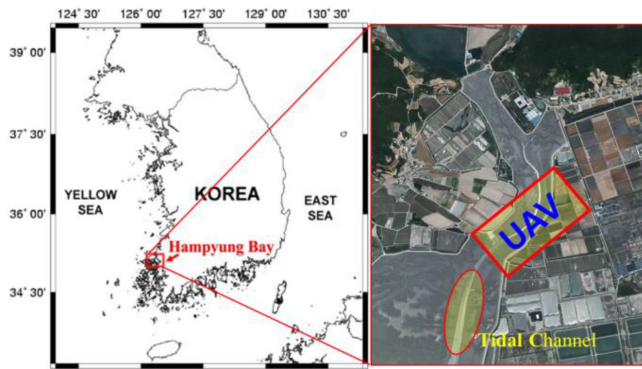 124° 30' 126 00' 127 30' 129 00' 130 30'
39° 00'
37° 30'
36° 00'
34° 30'
YELLOW
SEA
KOREA
EAST
SEA
Hampyung Bay
UAV
Tidal Channel